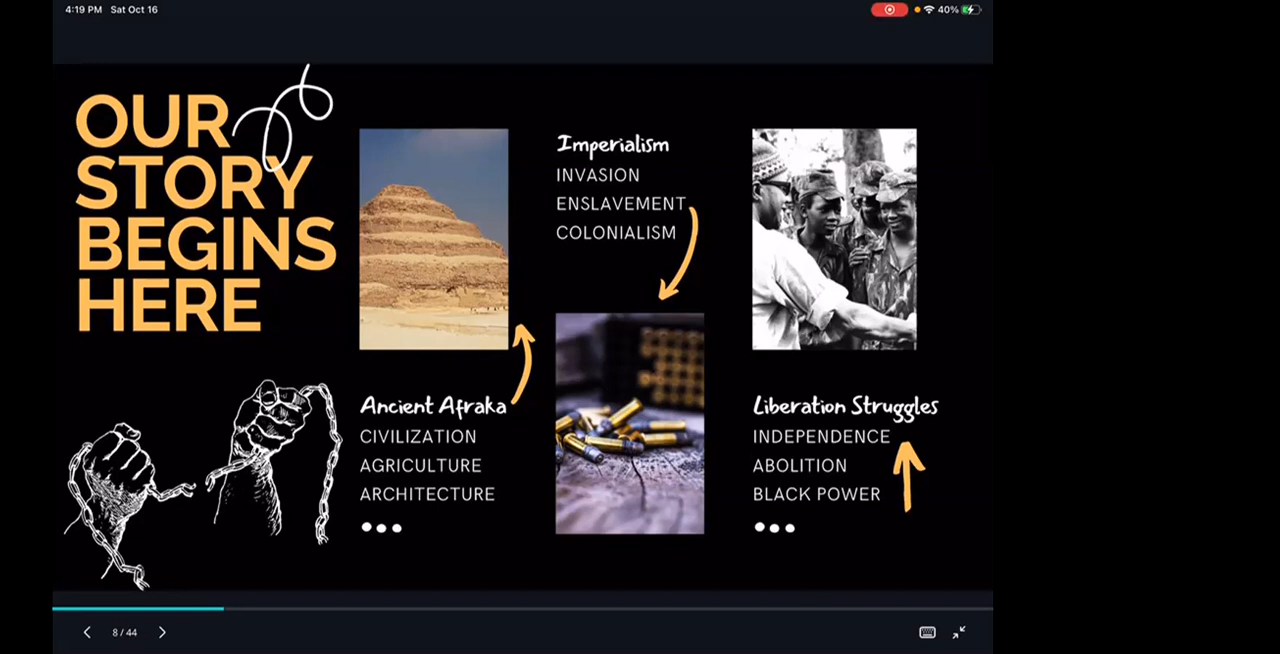 4:19 PM Sat Oct 16
40%
OUR
STORY
BEGINS
HERE
Ancient Afraka
CIVILIZATION
AGRICULTURE
ARCHITECTURE
Imperialism
INVASION
ENSLAVEMENT
COLONIALISM
Liberation Struggles
INDEPENDENCE
ABOLITION
BLACK POWER
8 / 44